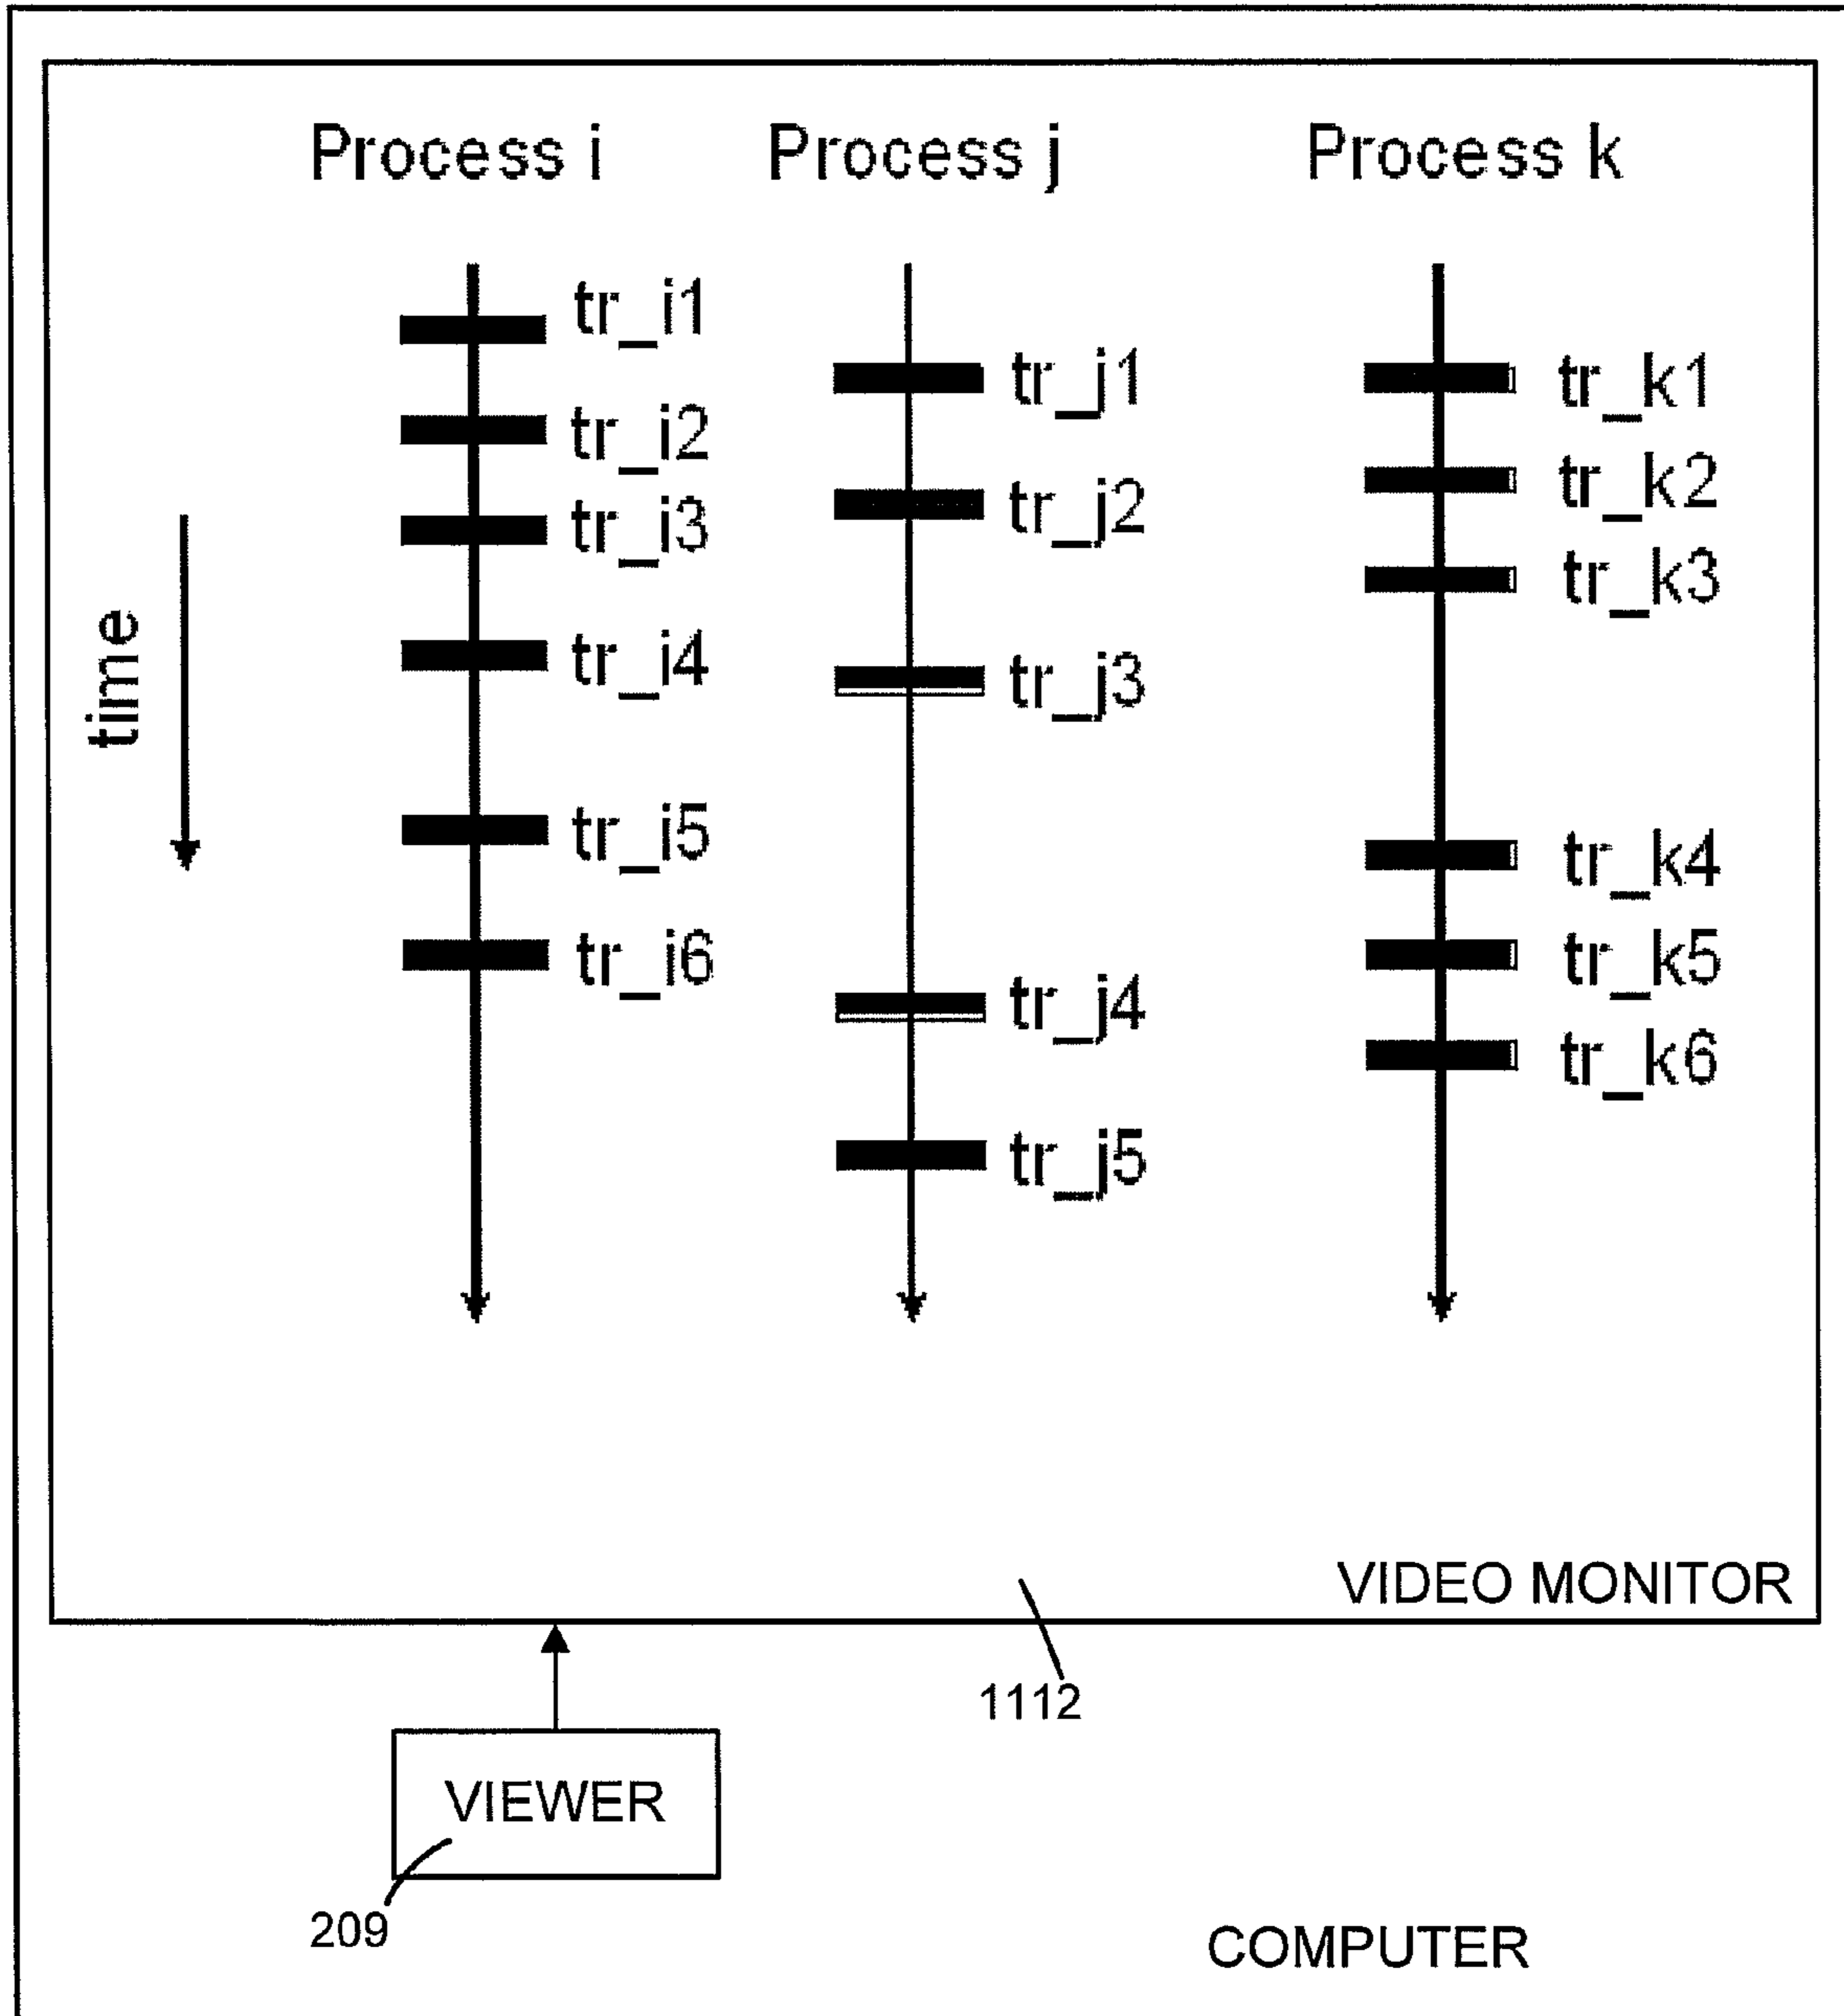 Process i
Process j
Process k
time
tr_i1
tr_i2
tr_i3
tr_i4
tr_i5
tr_i6
tr_j1
tr_j2
tr_j3
tr_j4
tr_j5
tr_k1
tr_k2
tr_k3
tr_k4
tr_k5
tr_k6
VIDEO MONITOR
1112
VIEWER
209
COMPUTER